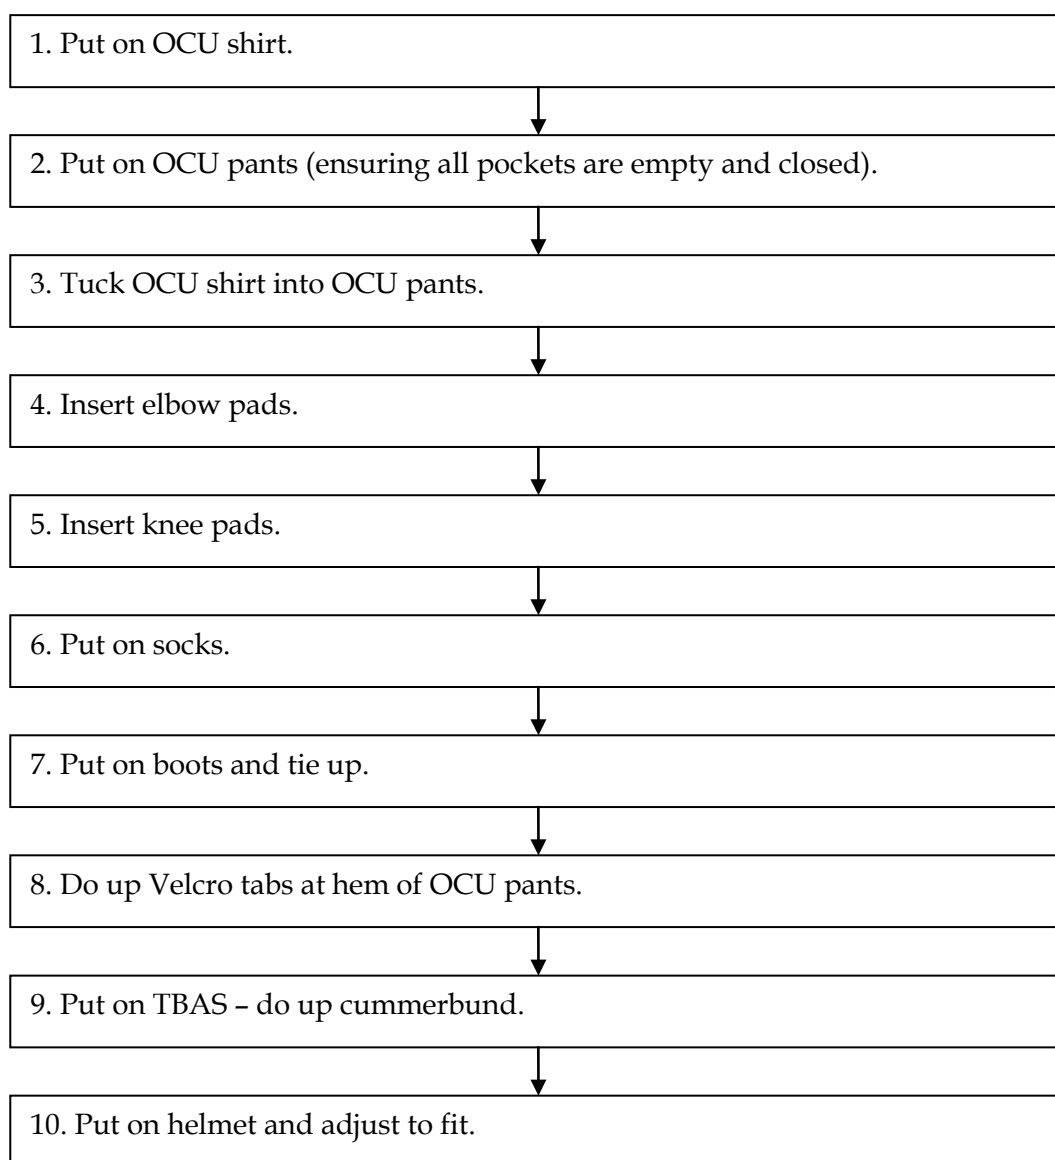 1. Put on OCU shirt.
2. Put on OCU pants (ensuring all pockets are empty and closed).
3. Tuck OCU shirt into OCU pants.
4. Insert elbow pads.
5. Insert knee pads.
6. Put on socks.
7. Put on boots and tie up.
8. Do up Velcro tabs at hem of OCU pants.
9. Put on TBAS – do up cummerbund.
10. Put on helmet and adjust to fit.